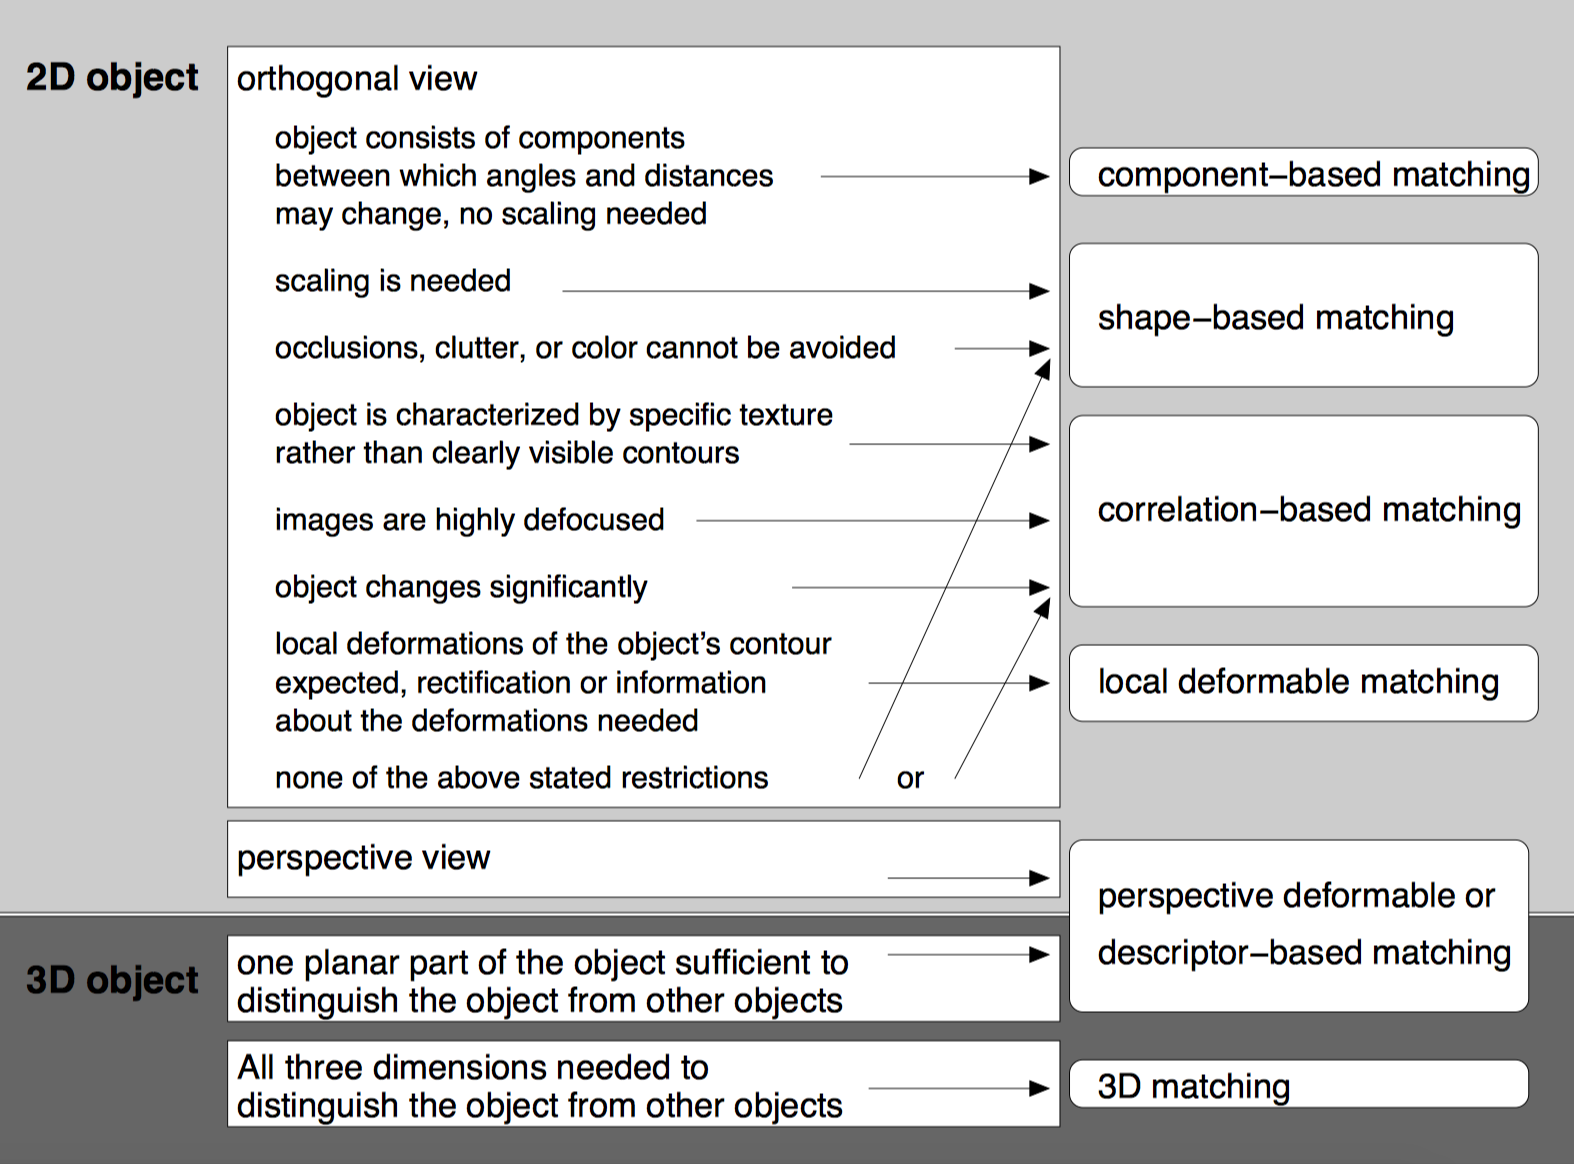 2D object
orthogonal view
object consists of components
between which angles and distances
may change, no scaling needed
component–based matching
scaling is needed
shape–based matching
occlusions, clutter, or color cannot be avoided
object is characterized by specific texture
rather than clearly visible contours
images are highly defocused
correlation–based matching
object changes significantly
local deformations of the object's contour
expected, rectification or information
about the deformations needed
local deformable matching
none of the above stated restrictions or
perspective view
perspective deformable or
descriptor–based matching
3D object
one planar part of the object sufficient to
distinguish the object from other objects
All three dimensions needed to
distinguish the object from other objects
3D matching